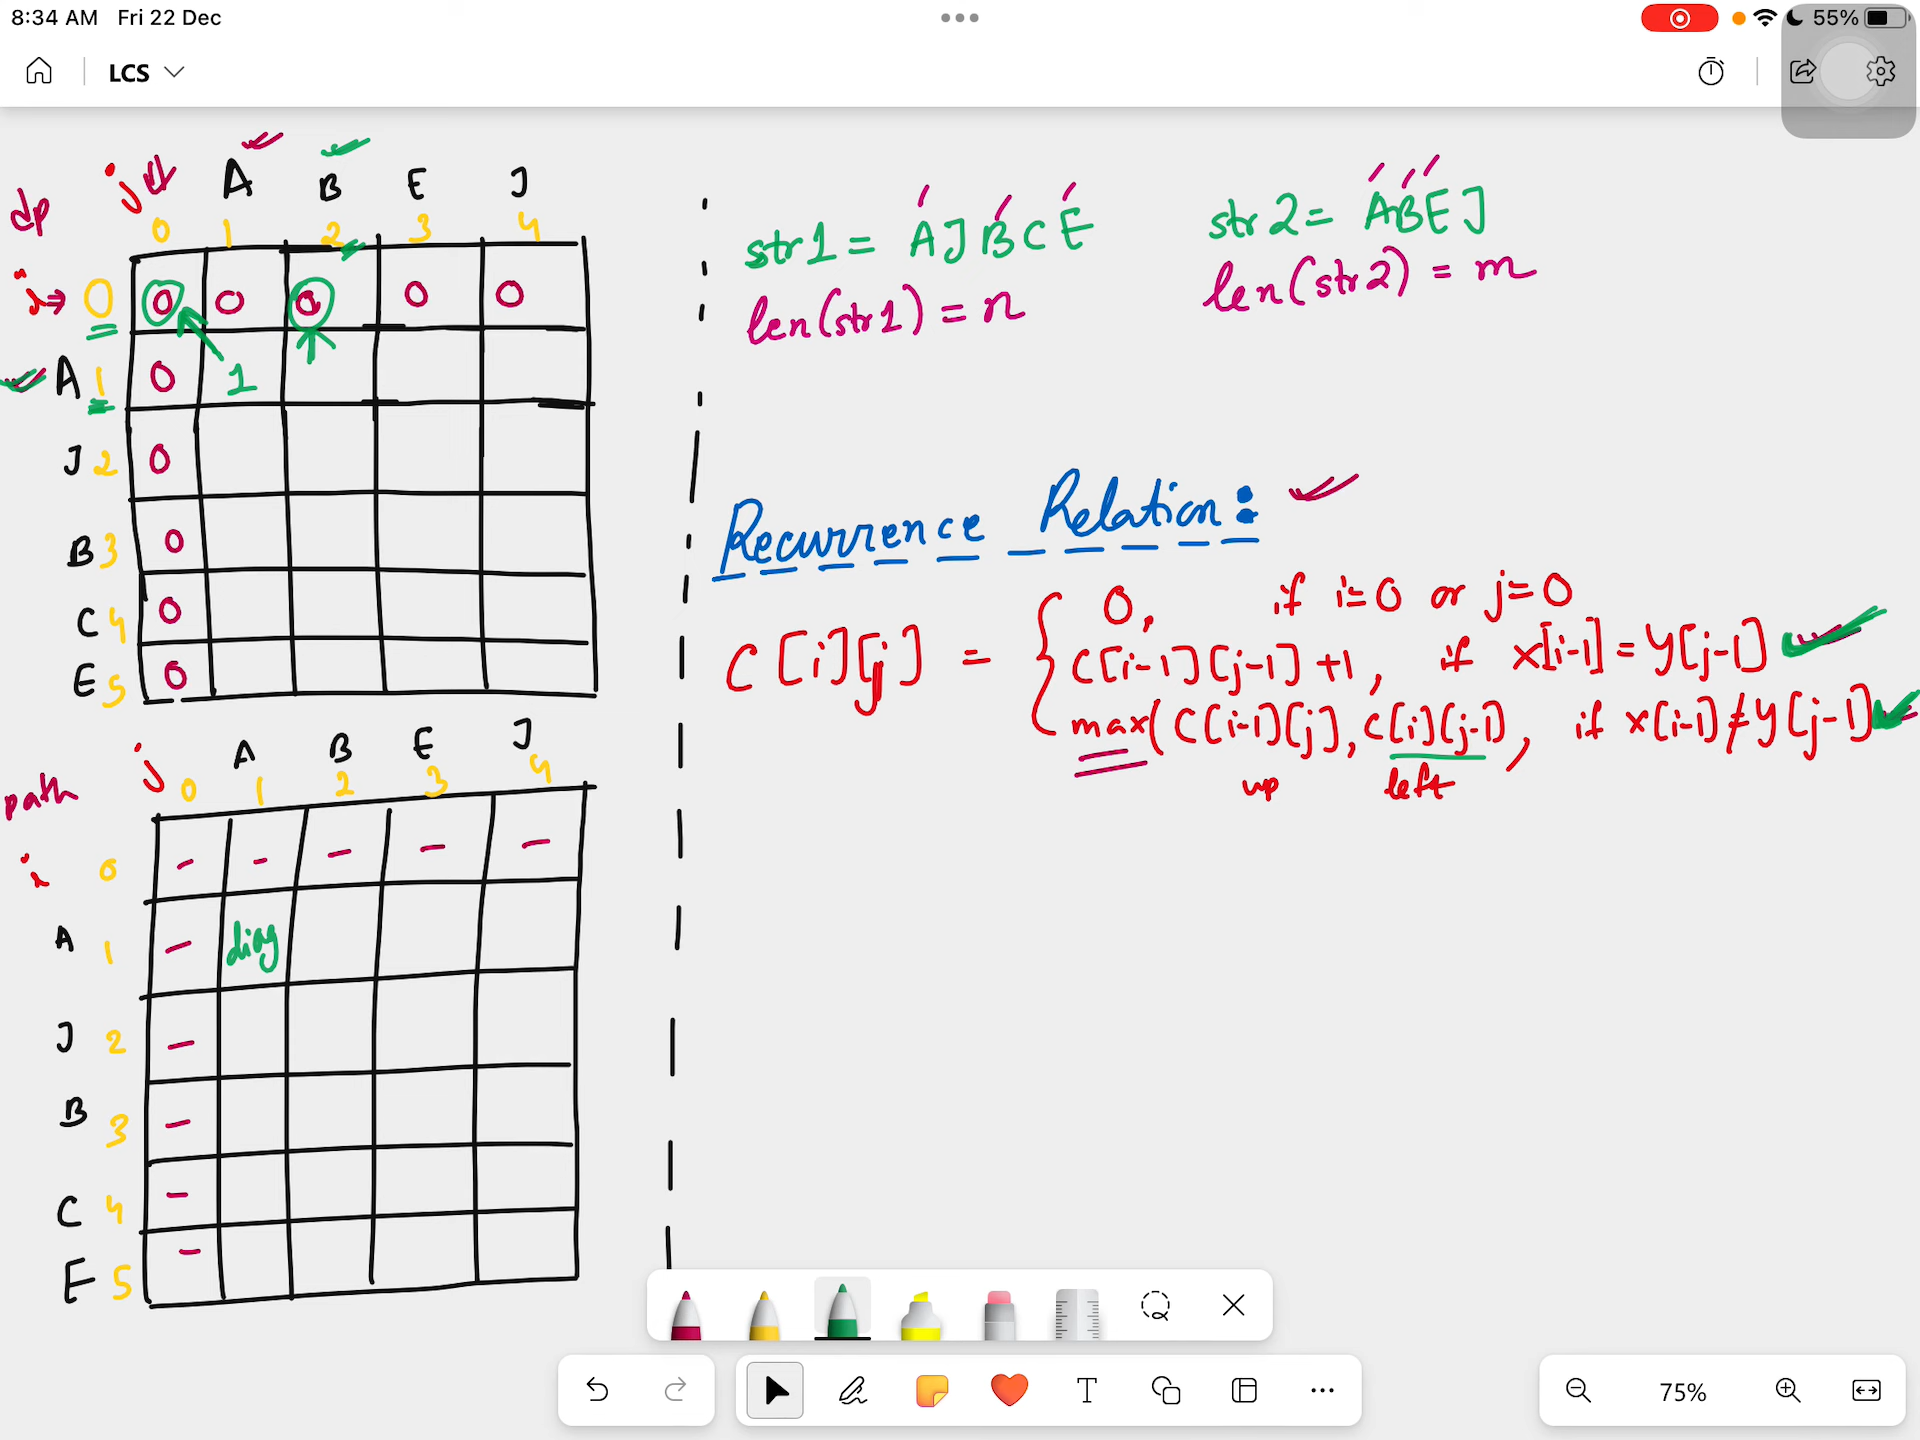 8:34 AM Fri 22 Dec
55%
LCS
dp j A B E J
0 1 2 3 4
i 0 0 0 0 0 0
A 1 0 1
J 2 0
B 3 0
C 4 0
E 5 0
path j A B E J
0 1 2 3 4
i 0 - - - - -
A 1 - diag
J 2 -
B 3 -
C 4 -
E 5 -
str1 = AJBCE
len(str1) = n
str2 = ABEJ
len(str2) = m
Recurrence Relation:
C[i][j] = { 0, if i=0 or j=0
C[i-1][j-1]+1, if x[i-1]=y[j-1]
max(C[i-1][j], C[i][j-1), if x[i-1]≠y[j-1]
up left
T
75%